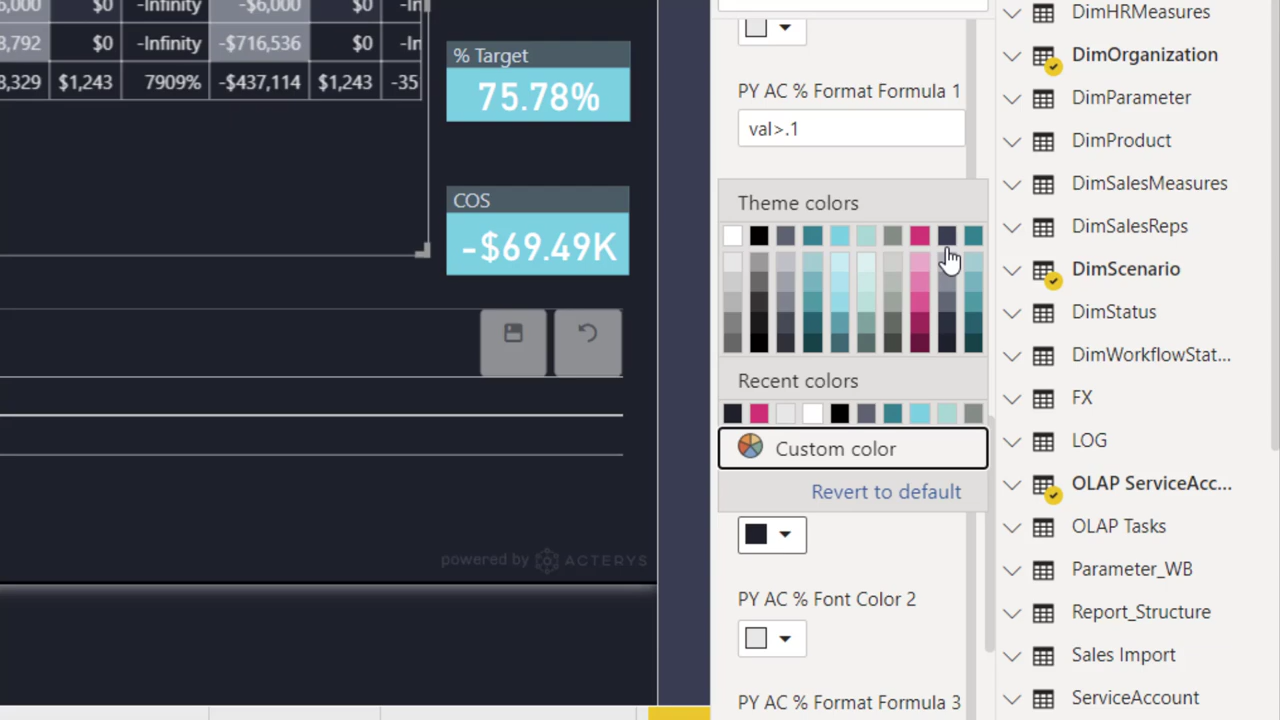 6,000 $0 -Infinity -$6,000 $0 -In
3,792 $0 -Infinity -$716,536 $0 -In
3,329 $1,243 7909% -$437,114 $1,243 -35
% Target
75.78%
COS
-$69.49K
powered by ACTERYS
PY AC % Format Formula 1
val>.1
Theme colors
Recent colors
Custom color
Revert to default
PY AC % Font Color 2
PY AC % Format Formula 3
DimHRMeasures
DimOrganization
DimParameter
DimProduct
DimSalesMeasures
DimSalesReps
DimScenario
DimStatus
DimWorkflowStat...
FX
LOG
OLAP ServiceAcc...
OLAP Tasks
Parameter_WB
Report_Structure
Sales Import
ServiceAccount